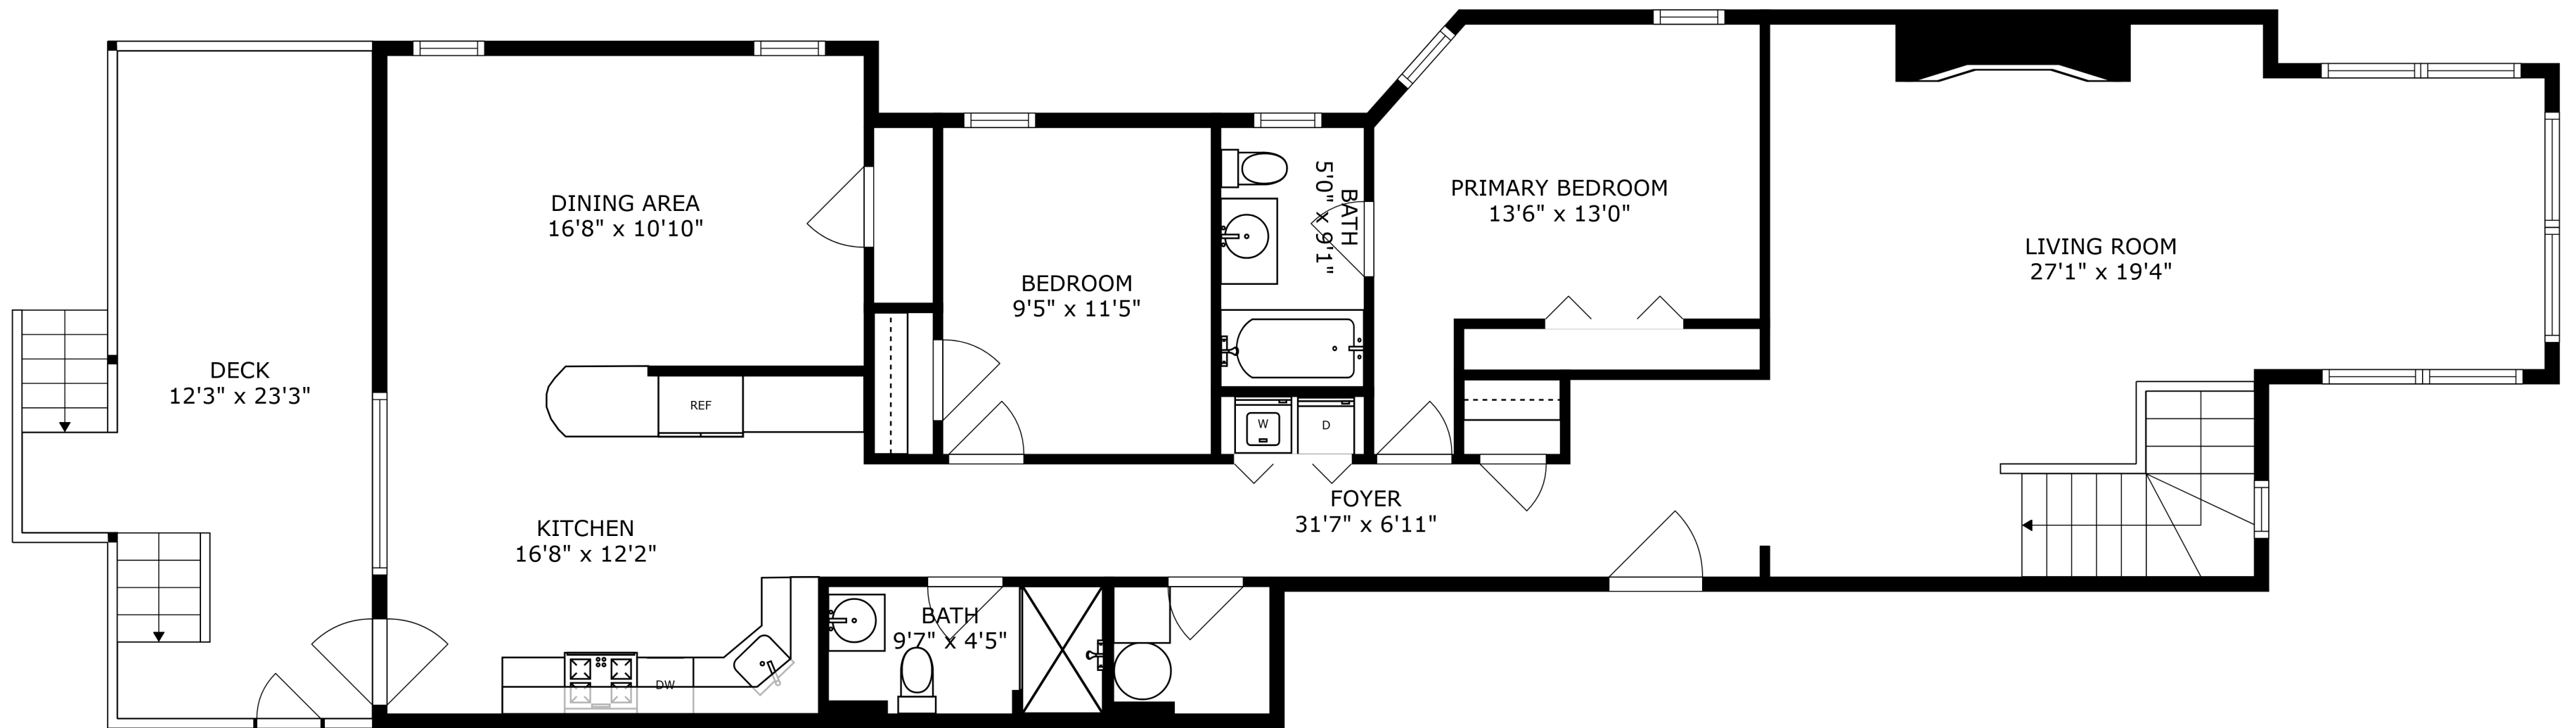 DECK
12'3" x 23'3"
DINING AREA
16'8" x 10'10"
REF
KITCHEN
16'8" x 12'2"
DW
BEDROOM
9'5" x 11'5"
BATH
5'0" x 9'1"
W
D
BATH
9'7" x 4'5"
FOYER
31'7" x 6'11"
PRIMARY BEDROOM
13'6" x 13'0"
LIVING ROOM
27'1" x 19'4"